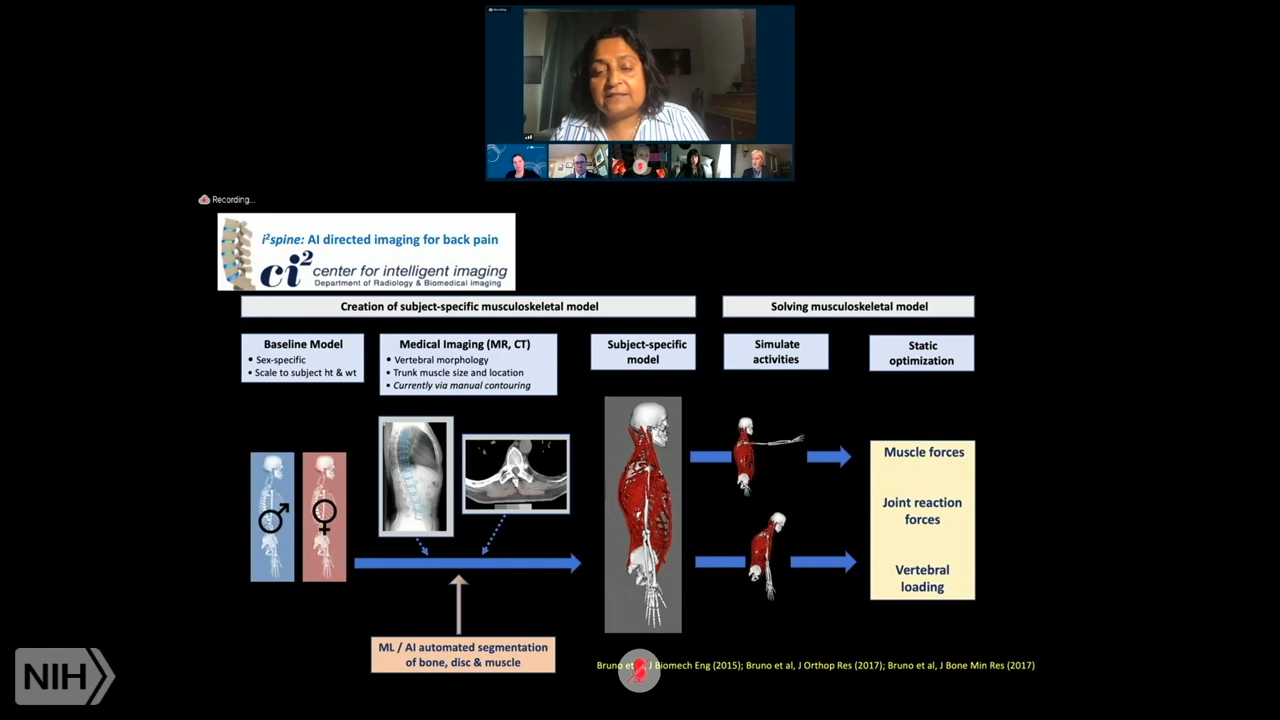 Recording...
Recording...
i²spine: AI directed imaging for back pain
ci² center for intelligent imaging
Department of Radiology & Biomedical imaging
Creation of subject-specific musculoskeletal model
Solving musculoskeletal model
Baseline Model
• Sex-specific
• Scale to subject ht & wt
Medical Imaging (MR, CT)
• Vertebral morphology
• Trunk muscle size and location
• Currently via manual contouring
Subject-specific
model
Simulate
activities
Static
optimization
Muscle forces
Joint reaction
forces
Vertebral
loading
ML / AI automated segmentation
of bone, disc & muscle
Bruno et J Biomech Eng (2015); Bruno et al, J Orthop Res (2017); Bruno et al, J Bone Min Res (2017)
NIH